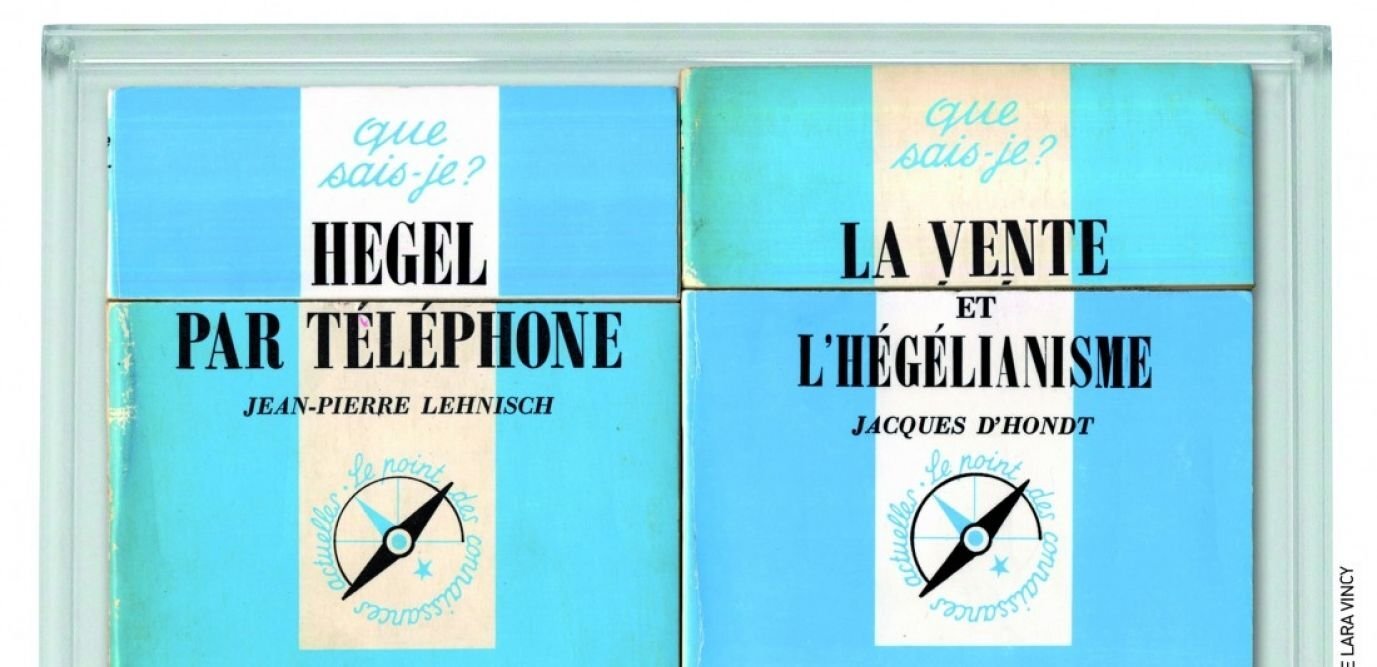 que
sais-je?
HEGEL
PAR TÉLÉPHONE
JEAN-PIERRE LEHNISCH
Le point des connaissances actuelles.
que
sais-je?
LA VENTE
ET
L'HÉGÉLIANISME
JACQUES D'HONDT
Le point des connaissances actuelles.
E LARA VINCY